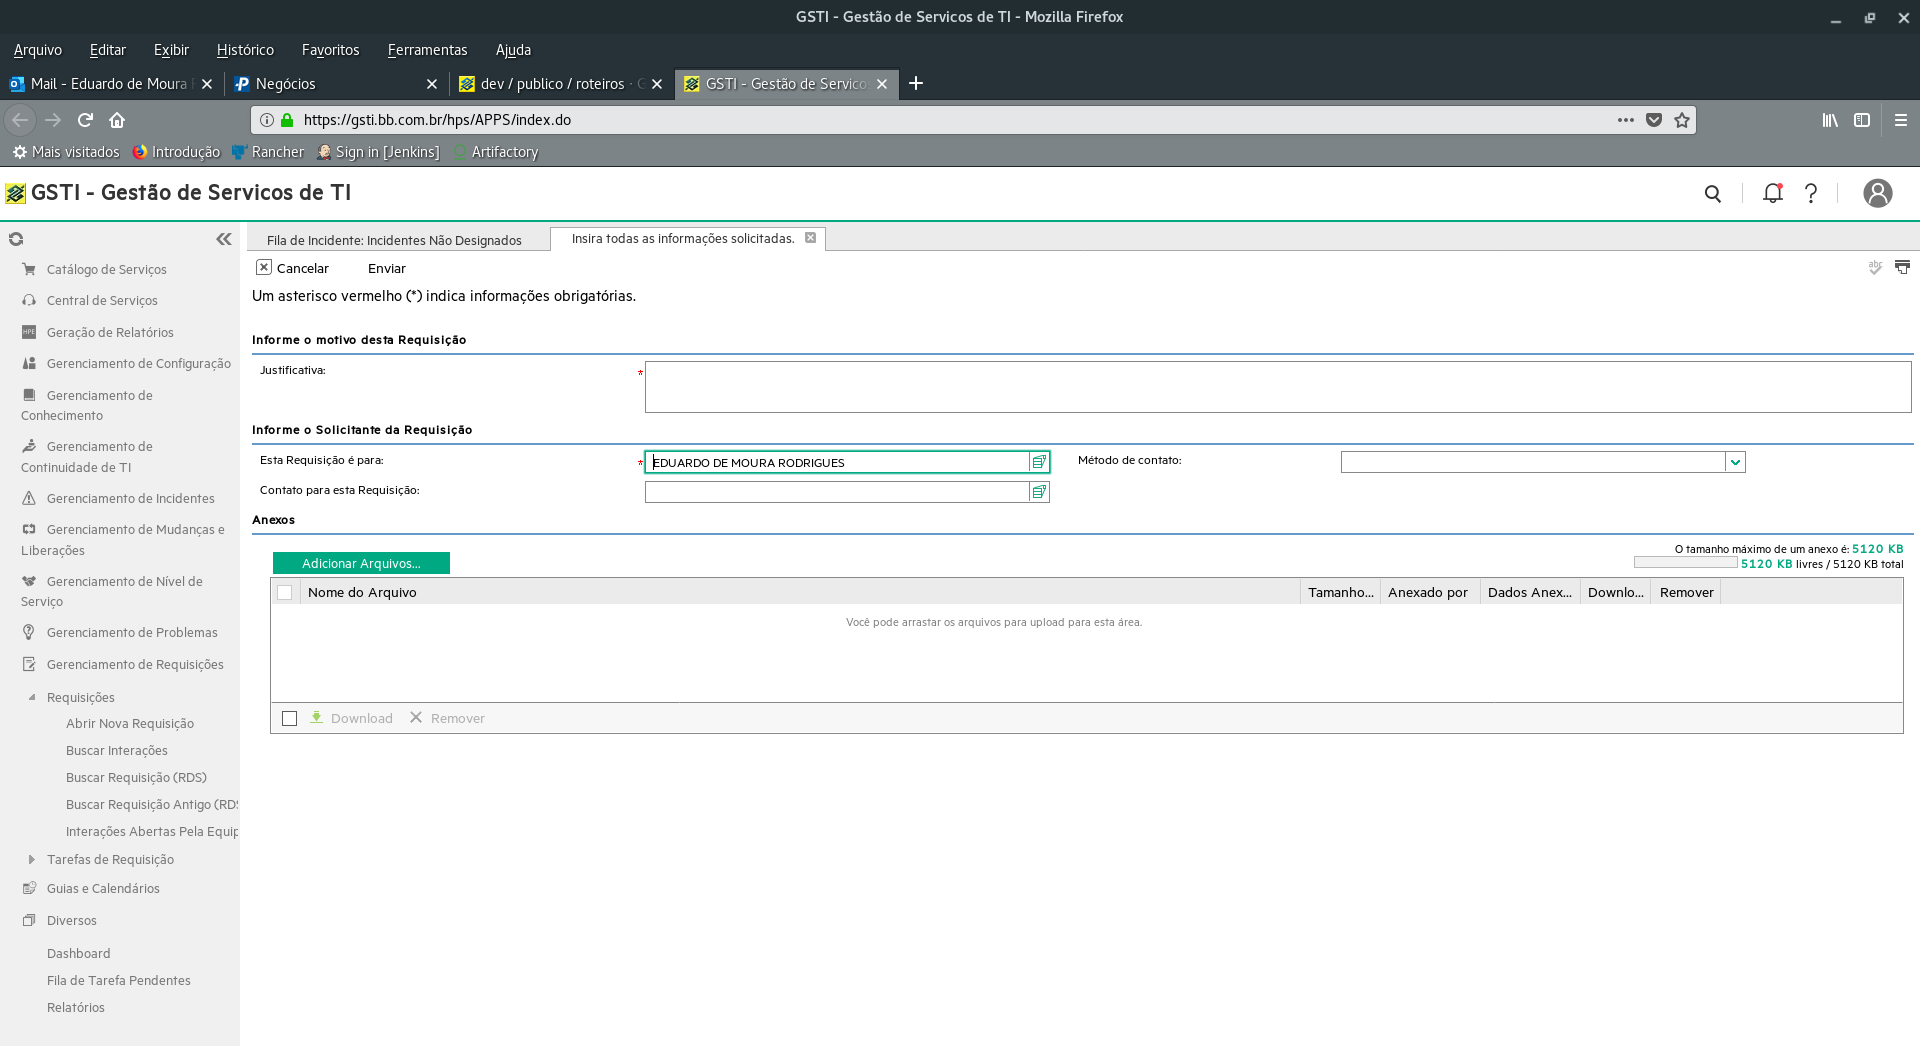 GSTI - Gestão de Servicos de TI - Mozilla Firefox
Arquivo Editar Exibir Histórico Favoritos Ferramentas Ajuda
Mail - Eduardo de Moura Negócios dev / publico / roteiros · GSTI - Gestão de Servicos
https://gsti.bb.com.br/hps/APPS/index.do
Mais visitados Introdução Rancher Sign in [Jenkins] Artifactory
GSTI - Gestão de Servicos de TI
Fila de Incidente: Incidentes Não Designados Insira todas as informações solicitadas.
Cancelar Enviar
Um asterisco vermelho (*) indica informações obrigatórias.
Informe o motivo desta Requisição
Justificativa: *
Informe o Solicitante da Requisição
Esta Requisição é para: * EDUARDO DE MOURA RODRIGUES Método de contato:
Contato para esta Requisição:
Anexos
Adicionar Arquivos...
O tamanho máximo de um anexo é: 5120 KB
5120 KB livres / 5120 KB total
Nome do Arquivo Tamanho... Anexado por Dados Anex... Downlo... Remover
Você pode arrastar os arquivos para upload para esta área.
Download Remover
Catálogo de Serviços
Central de Serviços
Geração de Relatórios
Gerenciamento de Configuração
Gerenciamento de
Conhecimento
Gerenciamento de
Continuidade de TI
Gerenciamento de Incidentes
Gerenciamento de Mudanças e
Liberações
Gerenciamento de Nível de
Serviço
Gerenciamento de Problemas
Gerenciamento de Requisições
Requisições
Abrir Nova Requisição
Buscar Interações
Buscar Requisição (RDS)
Buscar Requisição Antigo (RDS
Interações Abertas Pela Equip
Tarefas de Requisição
Guias e Calendários
Diversos
Dashboard
Fila de Tarefa Pendentes
Relatórios